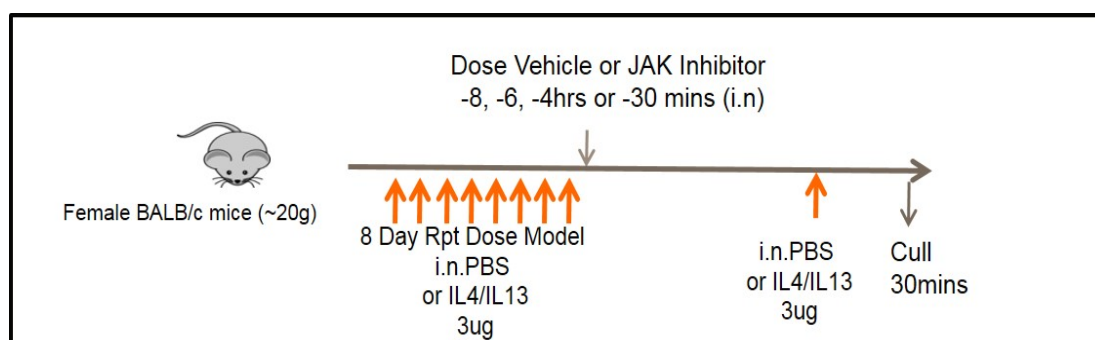 Dose Vehicle or JAK Inhibitor
-8, -6, -4hrs or -30 mins (i.n)
Female BALB/c mice (~20g)
8 Day Rpt Dose Model
i.n.PBS
or IL4/IL13
3ug
i.n.PBS
or IL4/IL13
3ug
Cull
30mins